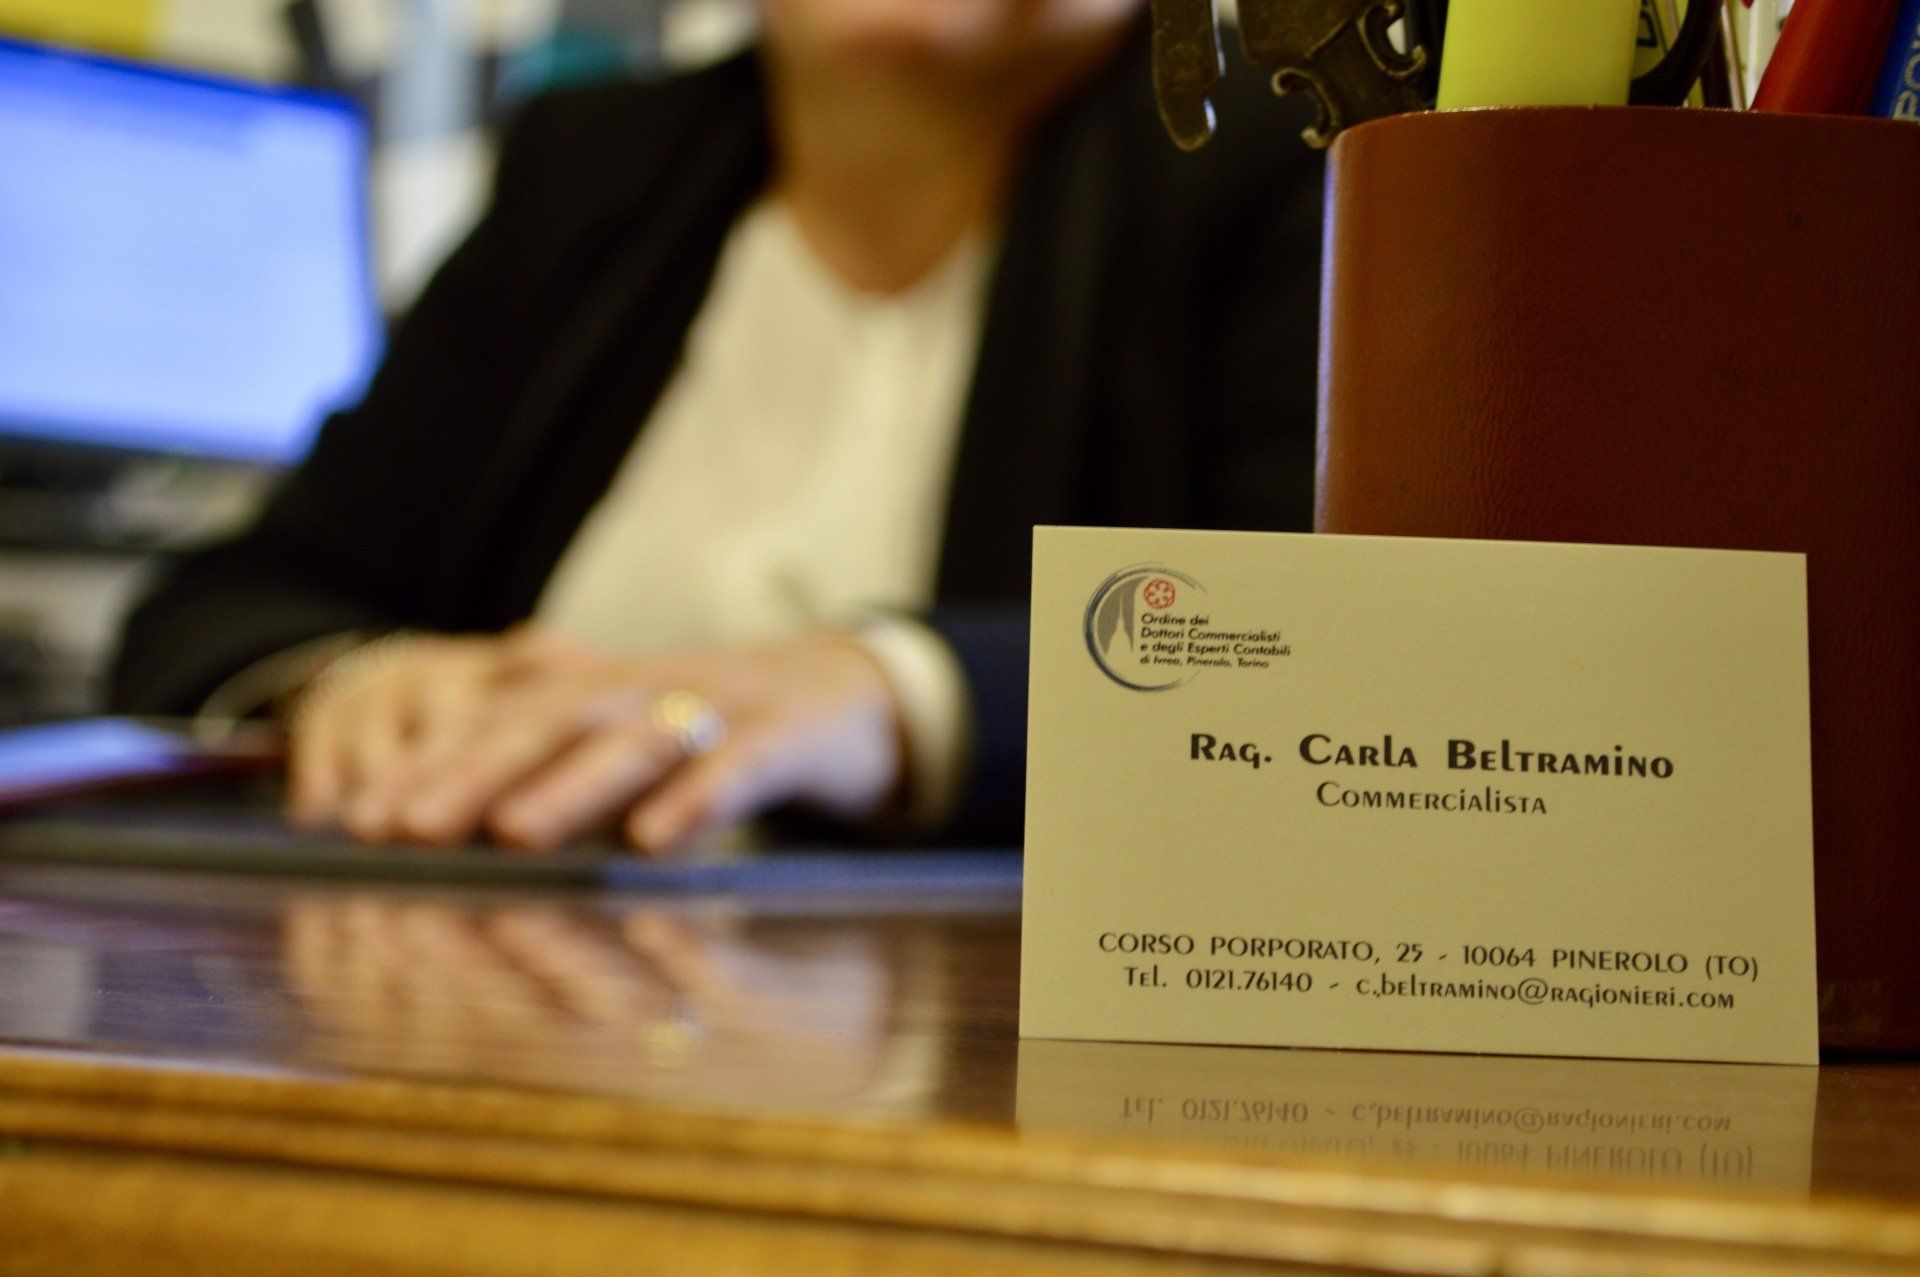 Ordine dei
Dottori Commercialisti
e degli Esperti Contabili
di Ivrea, Pinerolo, Torino
Rag. Carla Beltramino
Commercialista
CORSO PORPORATO, 25 - 10064 PINEROLO (TO)
Tel. 0121.76140 - c.beltramino@ragionieri.com